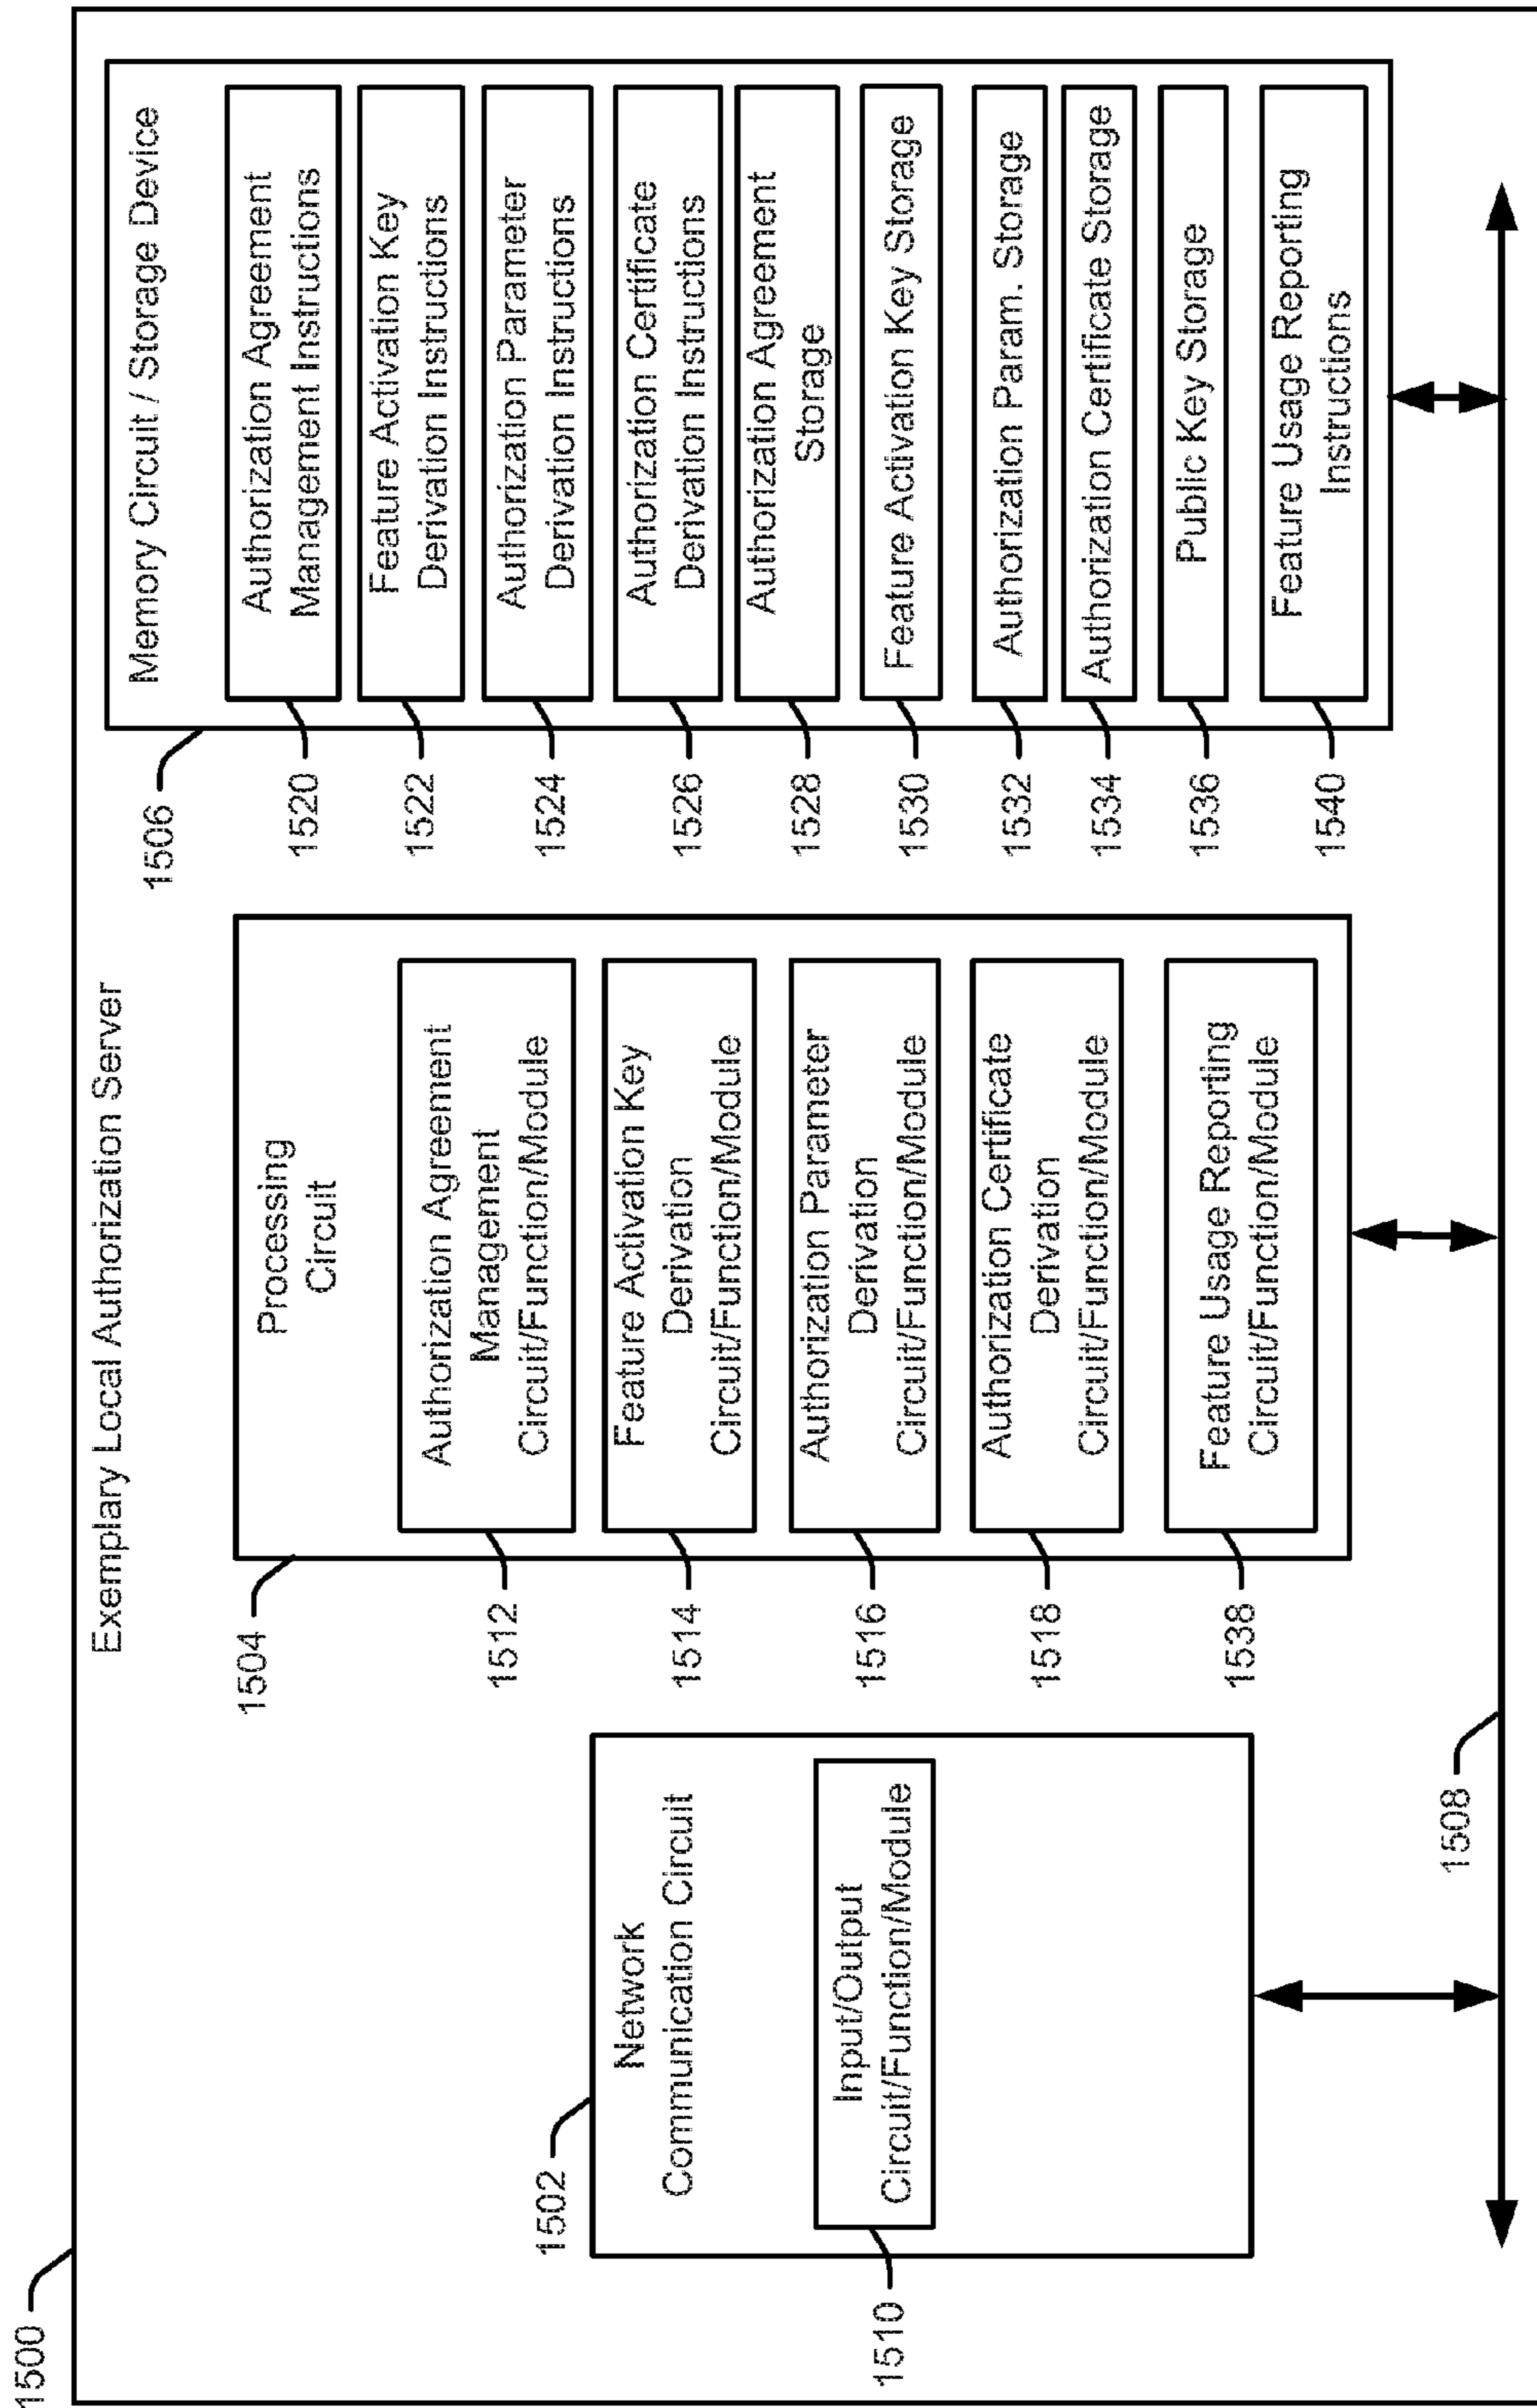 1500
Exemplary Local Authorization Server
1502
Network
Communication Circuit
1510
Input/Output
Circuit/Function/Module
1504
Processing
Circuit
1512
Authorization Agreement
Management
Circuit/Function/Module
1514
Feature Activation Key
Derivation
Circuit/Function/Module
1516
Authorization Parameter
Derivation
Circuit/Function/Module
1518
Authorization Certificate
Derivation
Circuit/Function/Module
1538
Feature Usage Reporting
Circuit/Function/Module
1506
Memory Circuit / Storage Device
1520
Authorization Agreement
Management Instructions
1522
Feature Activation Key
Derivation Instructions
1524
Authorization Parameter
Derivation Instructions
1526
Authorization Certificate
Derivation Instructions
1528
Authorization Agreement
Storage
1530
Feature Activation Key Storage
1532
Authorization Param. Storage
1534
Authorization Certificate Storage
1536
Public Key Storage
1540
Feature Usage Reporting
Instructions
1508